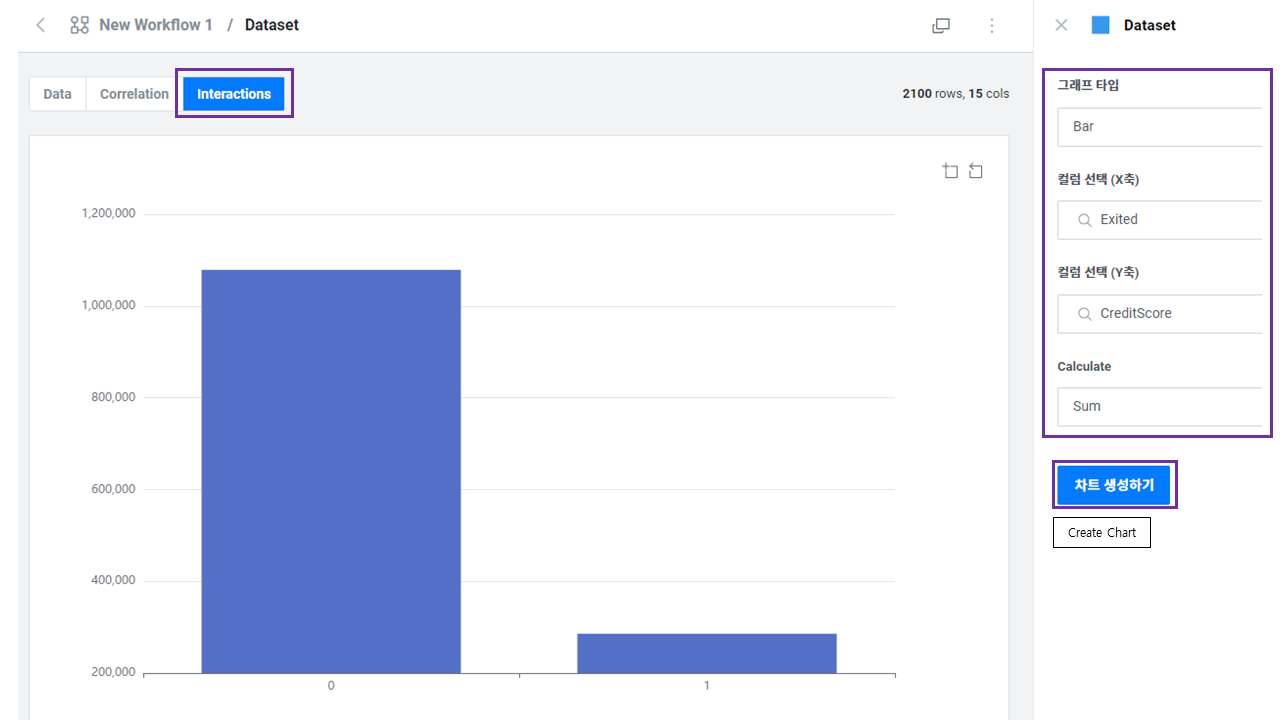 New Workflow 1 / Dataset
Dataset
Data
Correlation
Interactions
2100 rows, 15 cols
1,200,000
1,000,000
800,000
600,000
400,000
200,000
0
1
그래프 타입
Bar
컬럼 선택 (X축)
Exited
컬럼 선택 (Y축)
CreditScore
Calculate
Sum
차트 생성하기
Create Chart